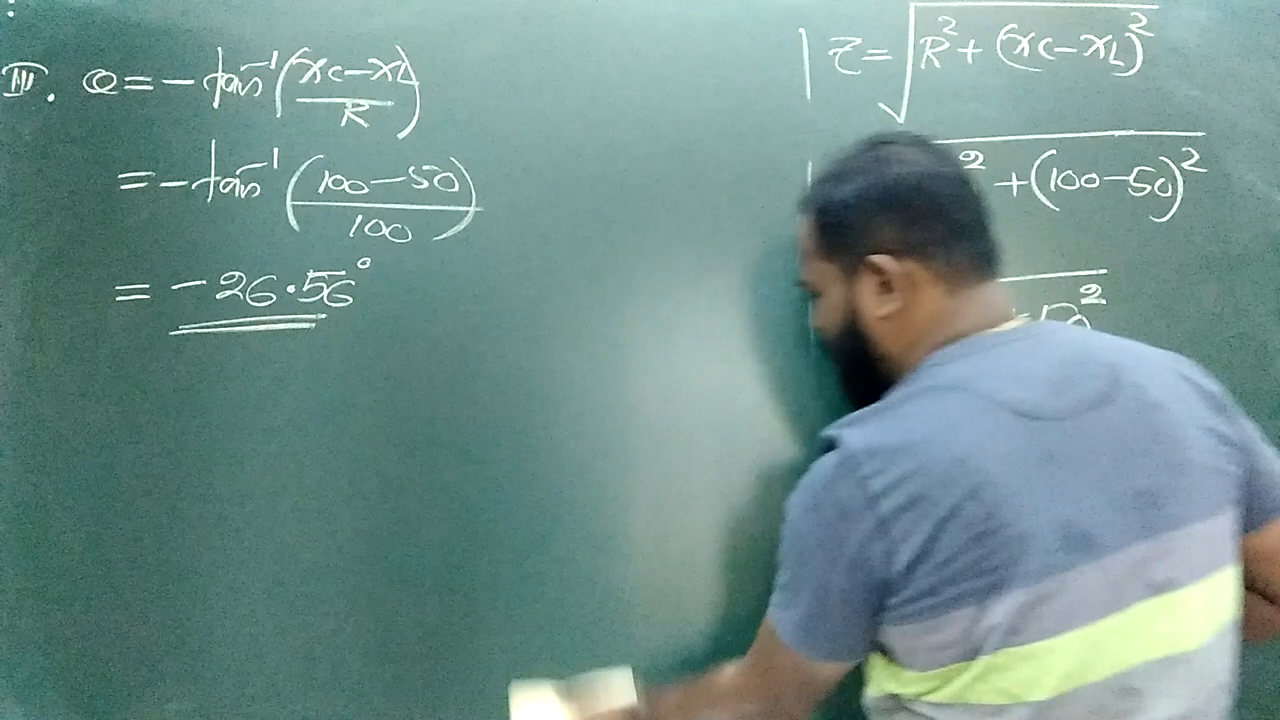 III. Θ = - tan⁻¹ (XC - XL / R)
= - tan⁻¹ (100 - 50 / 100)
= - 26.56°
Z = √R² + (XC - XL)²
² + (100 - 50)²